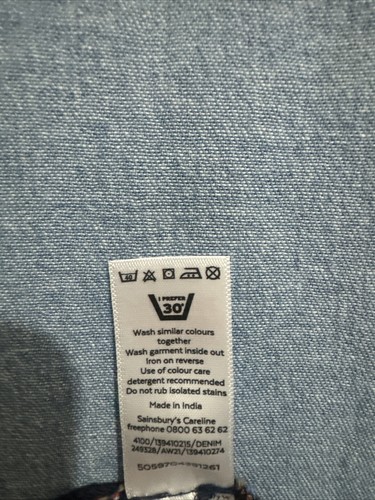 40
I PREFER
30°
Wash similar colours
together
Wash garment inside out
Iron on reverse
Use of colour care
detergent recommended
Do not rub isolated stains
Made in India
Sainsbury's Careline
freephone 0800 63 62 62
4100/139410215/DENIM
249328/AW21/139410274